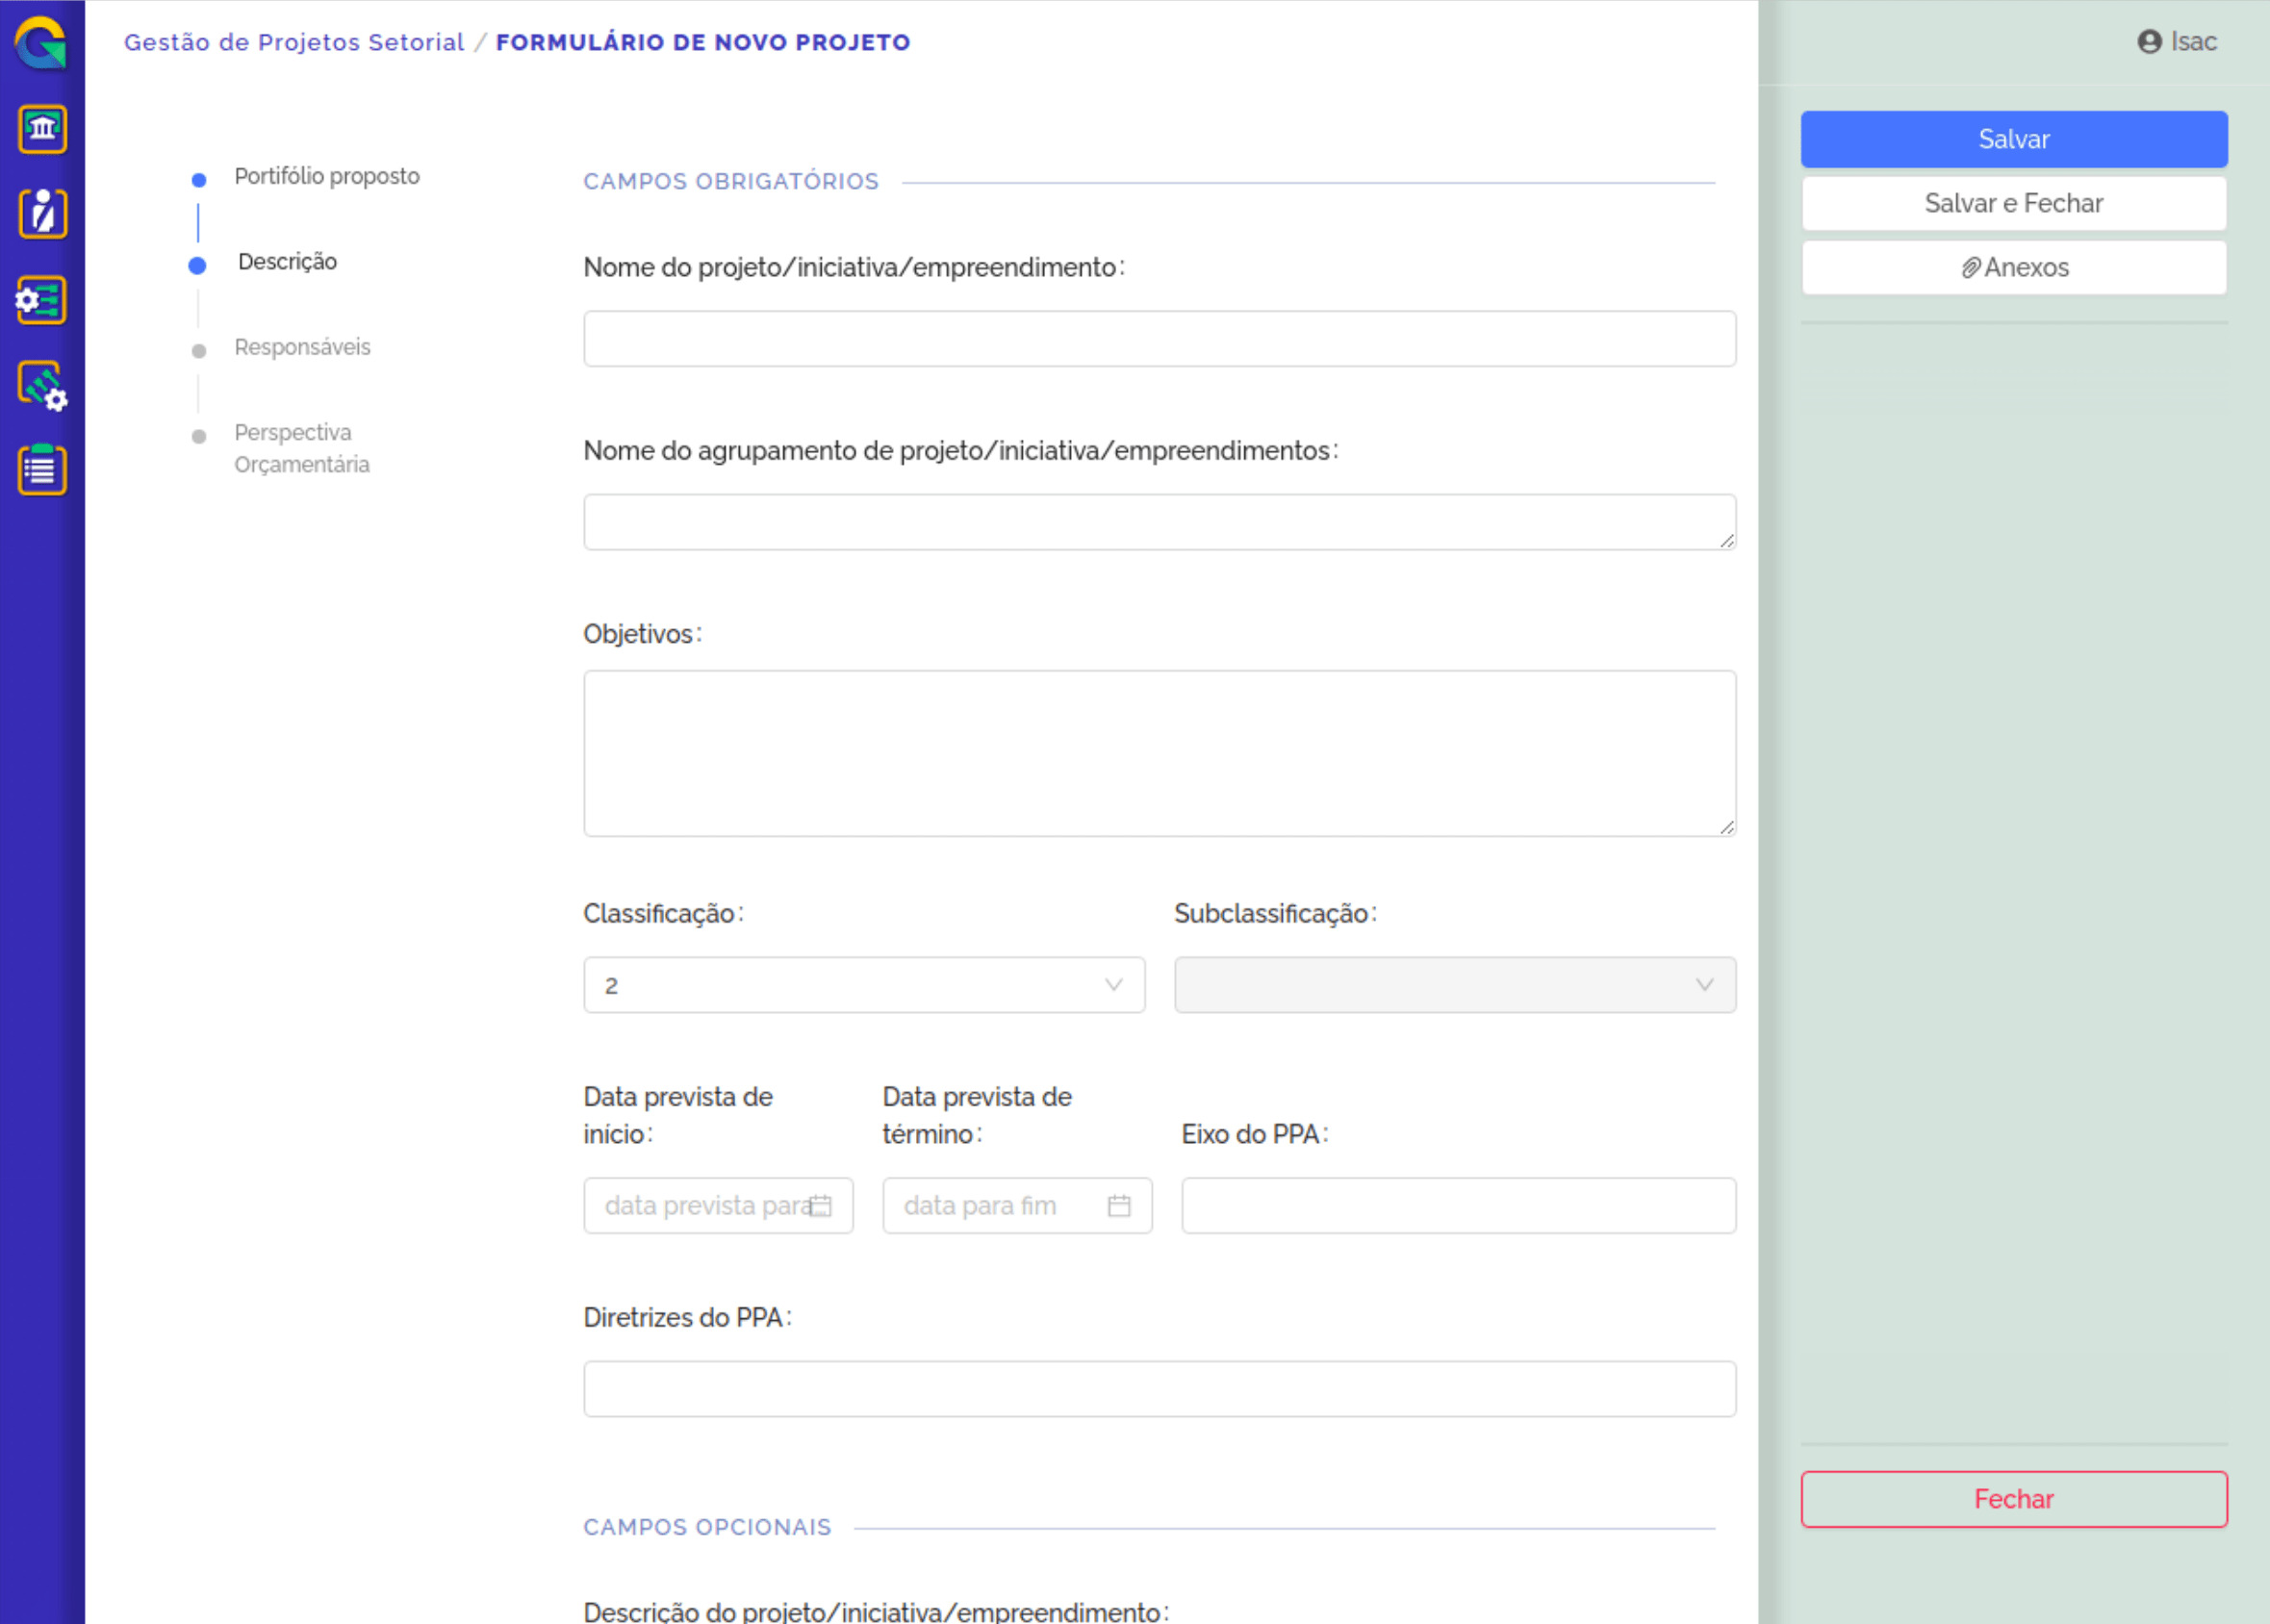 Gestão de Projetos Setorial / FORMULÁRIO DE NOVO PROJETO
Isac
Portifólio proposto
Descrição
Responsáveis
Perspectiva
Orçamentária
CAMPOS OBRIGATÓRIOS
Nome do projeto/iniciativa/empreendimento:
Nome do agrupamento de projeto/iniciativa/empreendimentos:
Objetivos:
Classificação:
Subclassificação:
2
Data prevista de
início:
Data prevista de
término:
Eixo do PPA:
data prevista para
data para fim
Diretrizes do PPA:
CAMPOS OPCIONAIS
Descrição do projeto/iniciativa/empreendimento:
Salvar
Salvar e Fechar
Anexos
Fechar